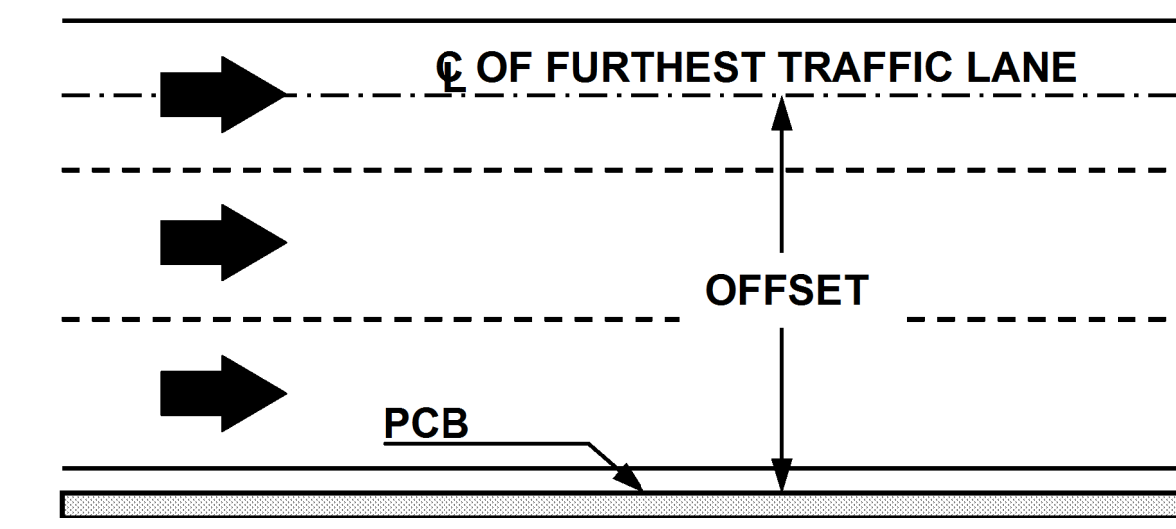 ℄ OF FURTHEST TRAFFIC LANE
OFFSET
PCB